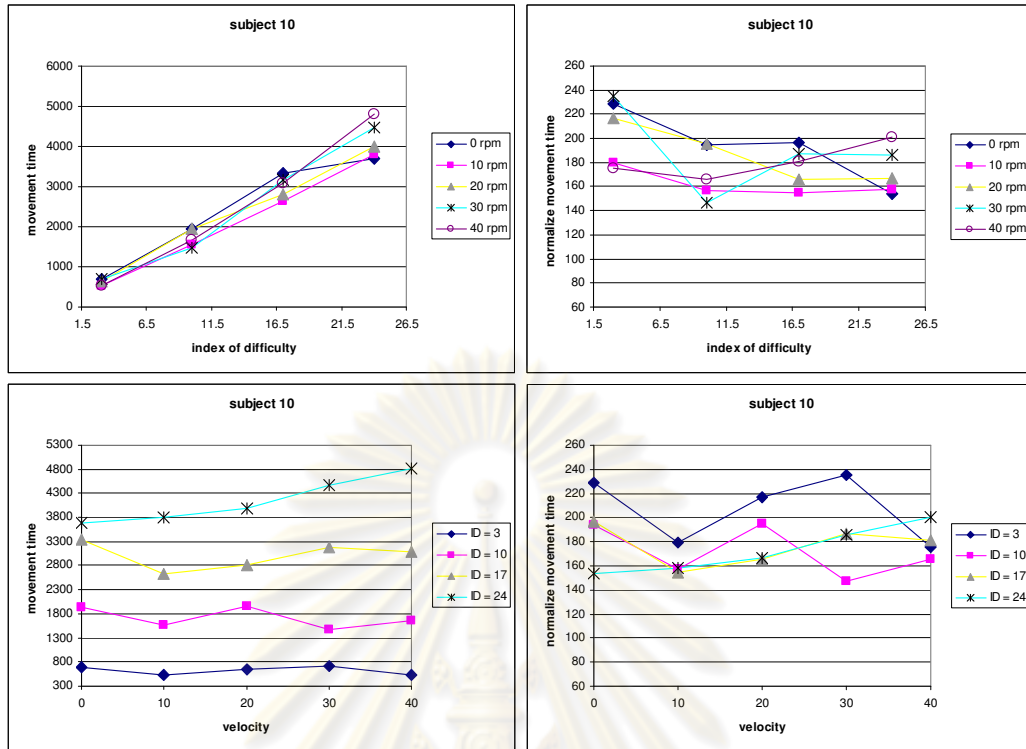 subject 10
6000
5000
4000
3000
2000
1000
0
1.5 6.5 11.5 16.5 21.5 26.5
movement time
index of difficulty
0 rpm
10 rpm
20 rpm
30 rpm
40 rpm
subject 10
260
240
220
200
180
160
140
120
100
80
60
1.5 6.5 11.5 16.5 21.5 26.5
normalize movement time
index of difficulty
0 rpm
10 rpm
20 rpm
30 rpm
40 rpm
subject 10
5300
4800
4300
3800
3300
2800
2300
1800
1300
800
300
0 10 20 30 40
movement time
velocity
ID = 3
ID = 10
ID = 17
ID = 24
subject 10
260
240
220
200
180
160
140
120
100
80
60
0 10 20 30 40
normalize movement time
velocity
ID = 3
ID = 10
ID = 17
ID = 24